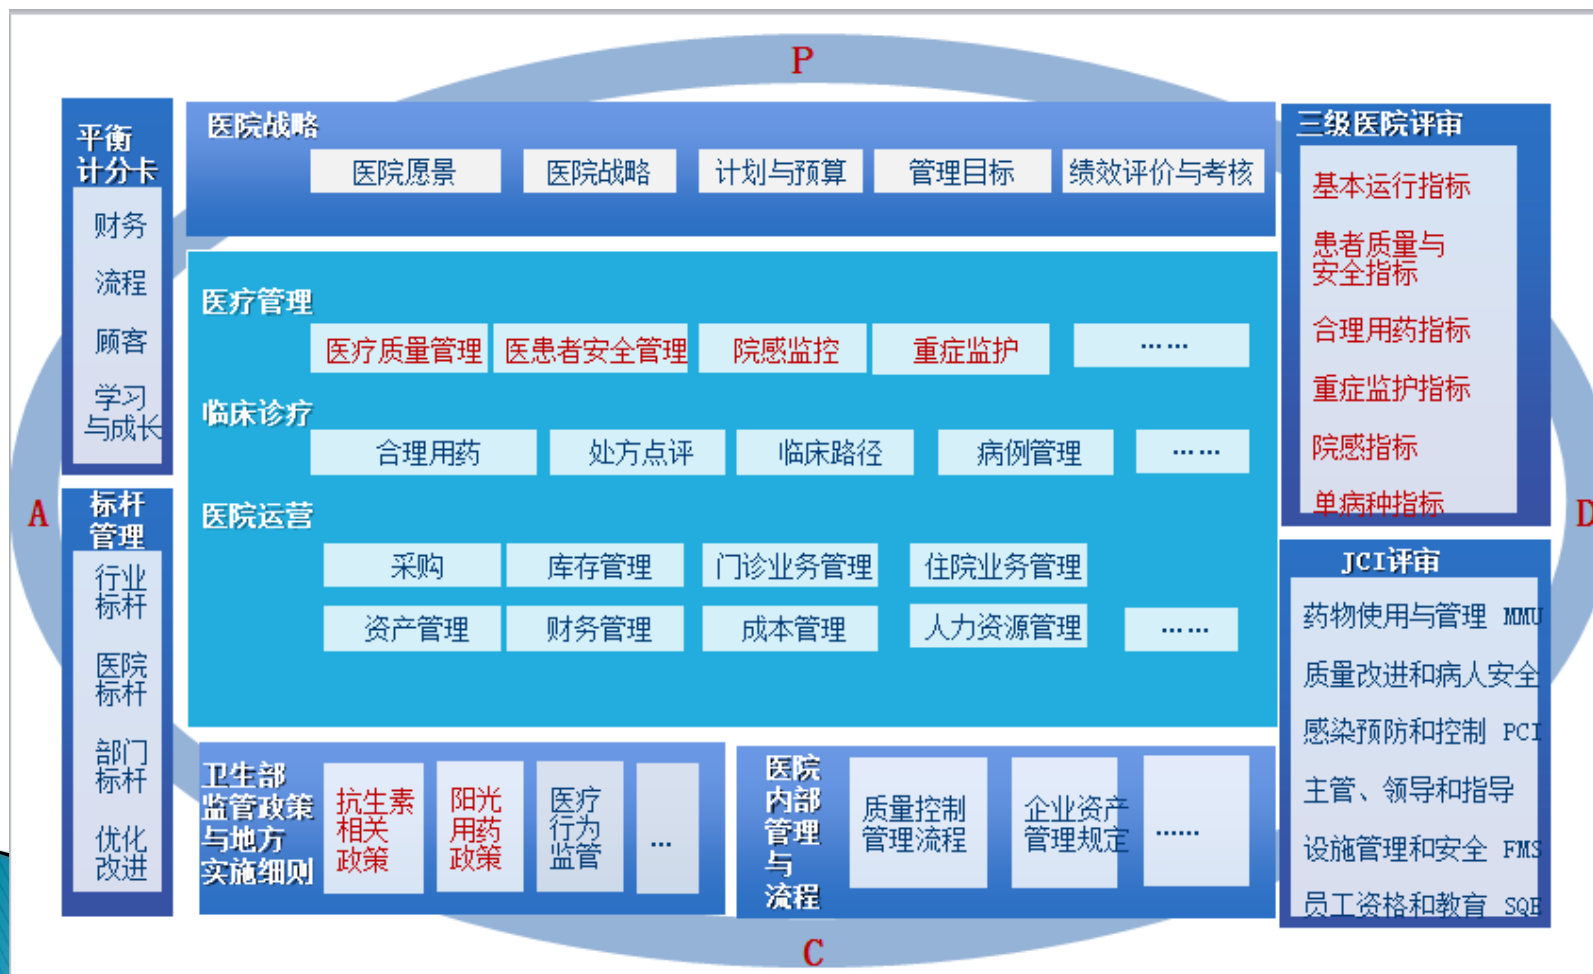 P
平衡
计分卡
财务
流程
顾客
学习
与成长
医院战略
医院愿景
医院战略
计划与预算
管理目标
绩效评价与考核
三级医院评审
基本运行指标
患者质量与
安全指标
合理用药指标
重症监护指标
院感指标
单病种指标
医疗管理
医疗质量管理
医患者安全管理
院感监控
重症监护
……
临床诊疗
合理用药
处方点评
临床路径
病例管理
……
医院运营
采购
库存管理
门诊业务管理
住院业务管理
资产管理
财务管理
成本管理
人力资源管理
……
A
D
标杆
管理
行业
标杆
医院
标杆
部门
标杆
优化
改进
JCI评审
药物使用与管理 MMU
质量改进和病人安全
感染预防和控制 PCI
主管、领导和指导
设施管理和安全 FMS
员工资格和教育 SQE
卫生部
监管政策
与地方
实施细则
抗生素
相关
政策
阳光
用药
政策
医疗
行为
监管
…
医院
内部
管理
与
流程
质量控制
管理流程
企业资产
管理规定
……
C